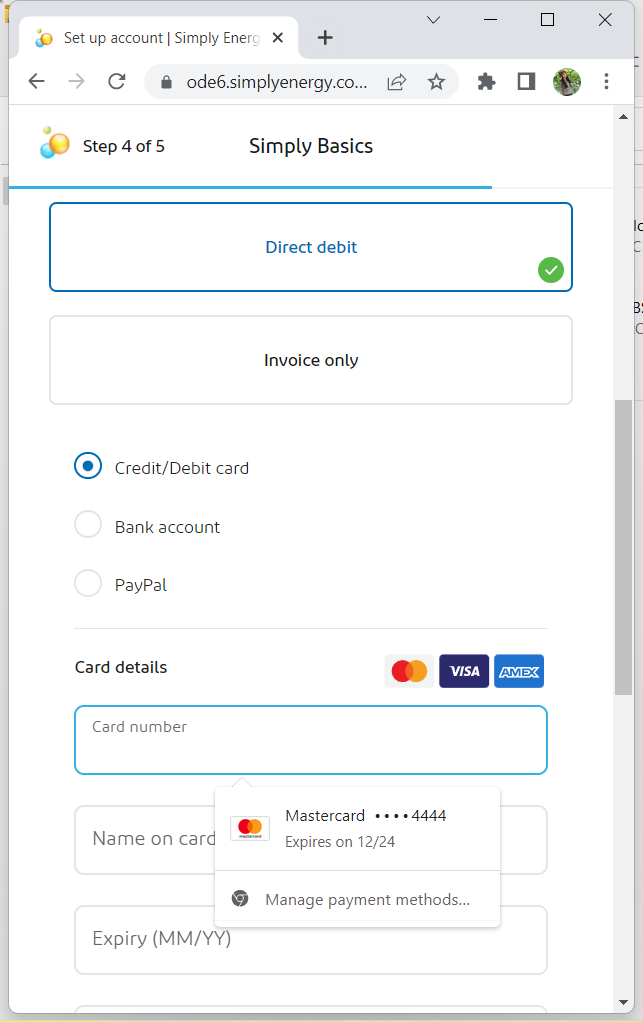 Set up account | Simply Energ
ode6.simplyenergy.co...
Step 4 of 5
Simply Basics
Direct debit
Invoice only
Credit/Debit card
Bank account
PayPal
Card details
VISA
AMEX
Card number
Mastercard •••• 4444
Expires on 12/24
Name on card
Manage payment methods...
Expiry (MM/YY)